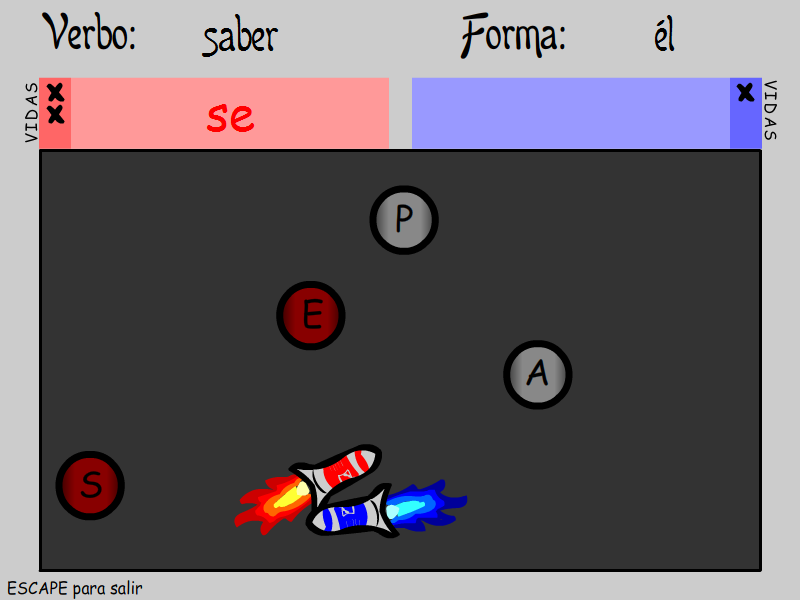 Verbo: saber Forma: él
VIDAS x x
se
x VIDAS
P
E
A
S
ESCAPE para salir